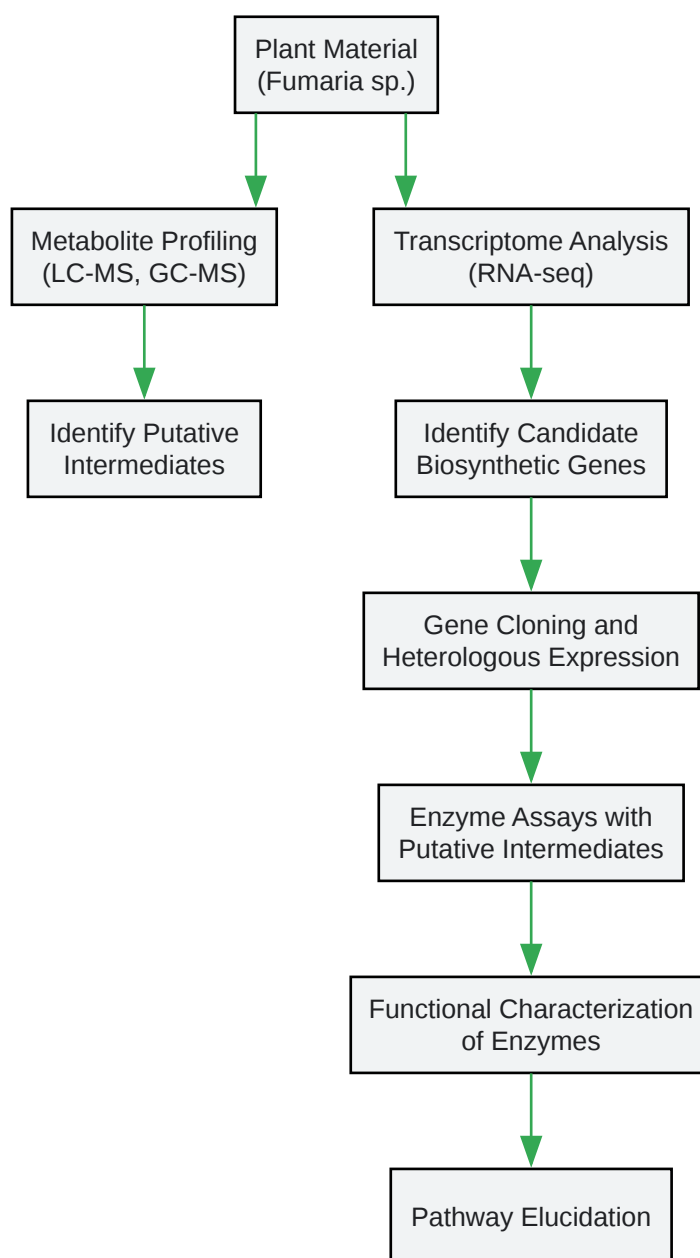 Plant Material
(Fumaria sp.)
Metabolite Profiling
(LC-MS, GC-MS)
Transcriptome Analysis
(RNA-seq)
Identify Putative
Intermediates
Identify Candidate
Biosynthetic Genes
Gene Cloning and
Heterologous Expression
Enzyme Assays with
Putative Intermediates
Functional Characterization
of Enzymes
Pathway Elucidation